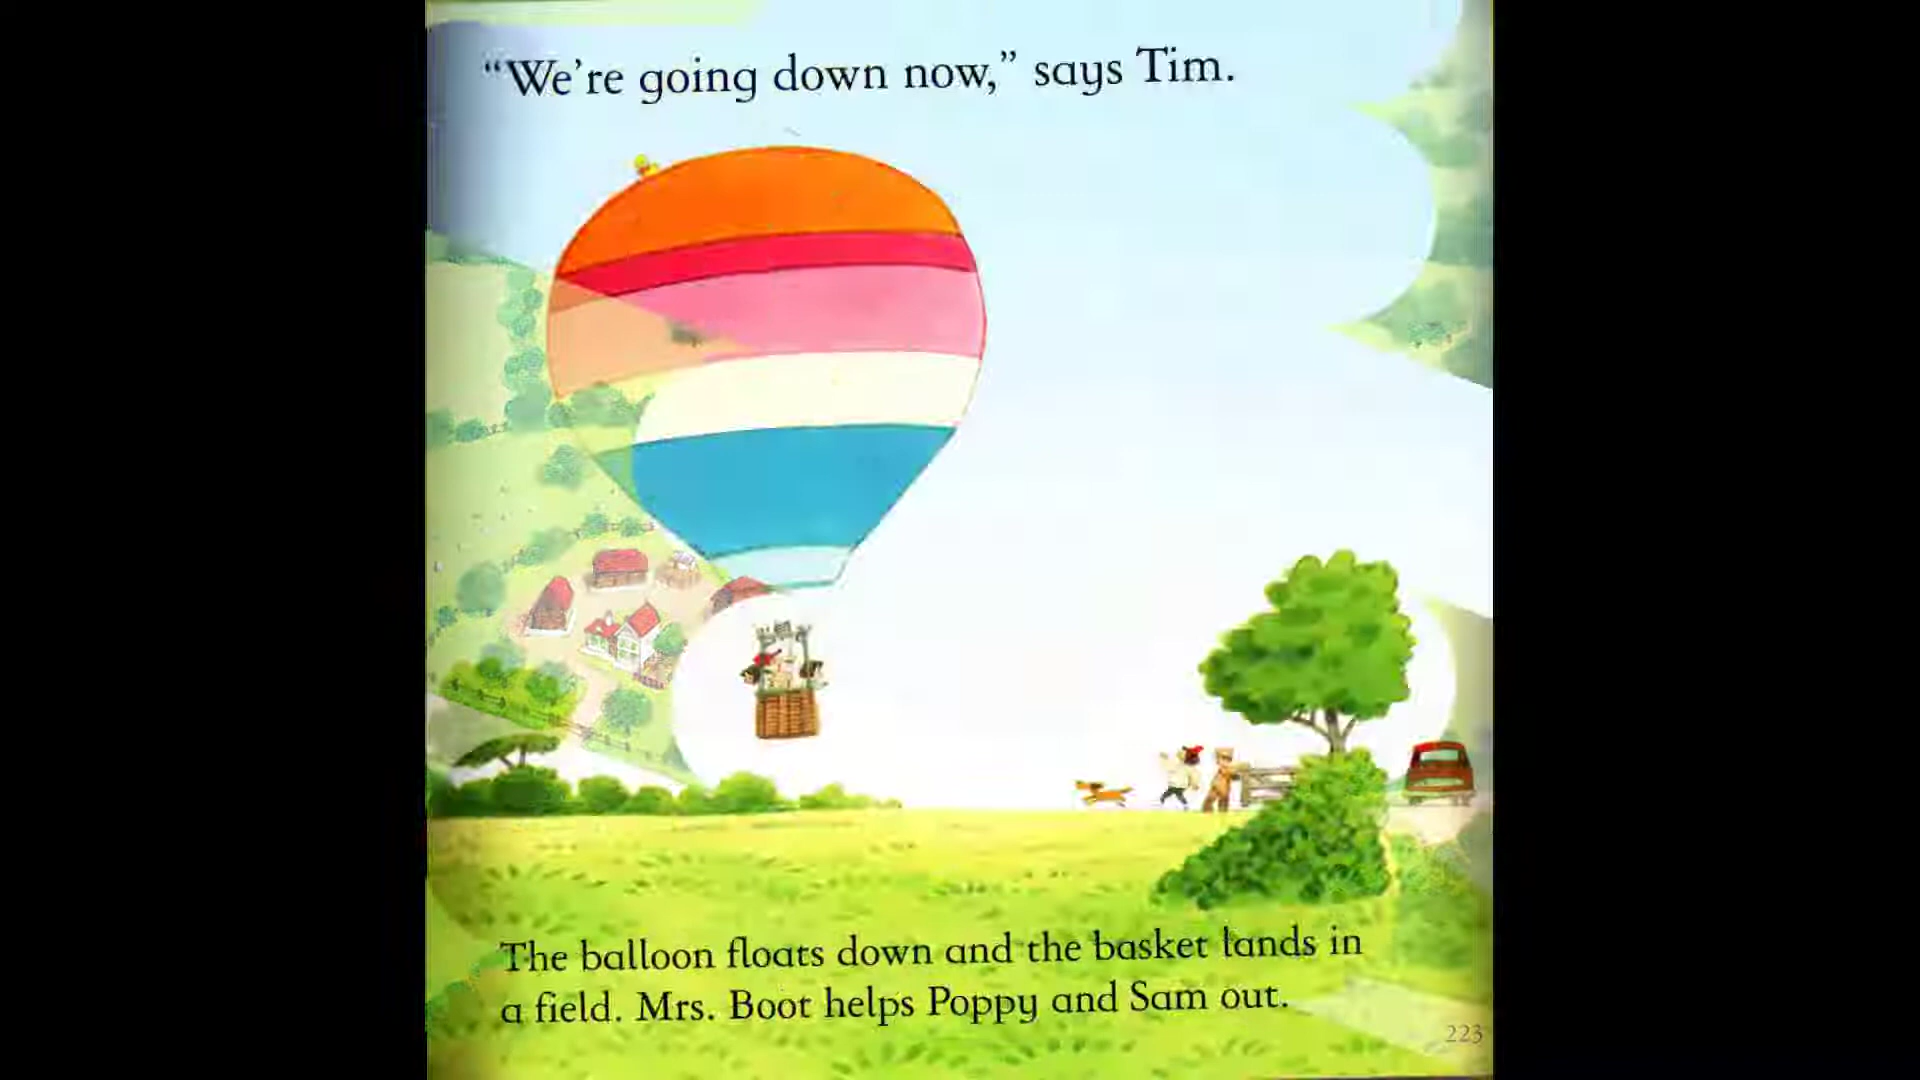 “We’re going down now,” says Tim.
The balloon floats down and the basket lands in
a field. Mrs. Boot helps Poppy and Sam out.
223